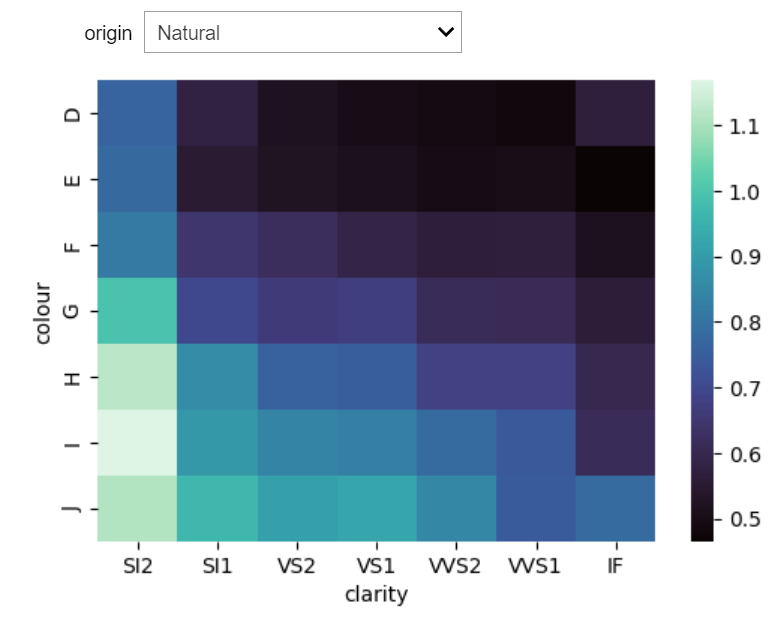 origin Natural
D
E
F
G
H
I
J
colour
SI2 SI1 VS2 VS1 VVS2 VVS1 IF
clarity
1.1
1.0
0.9
0.8
0.7
0.6
0.5